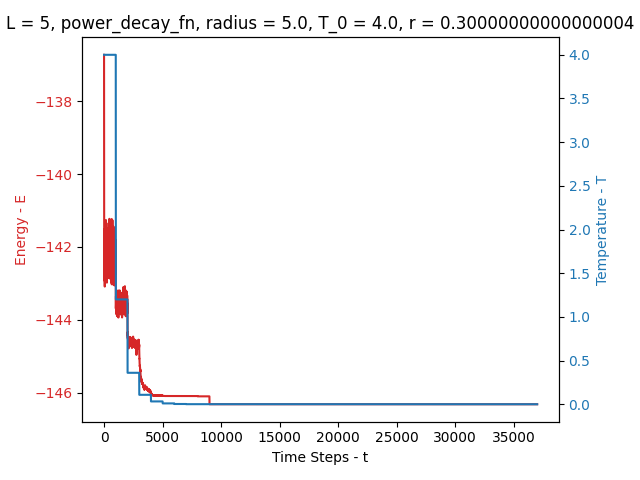 L = 5, power_decay_fn, radius = 5.0, T_0 = 4.0, r = 0.30000000000000004
−138
−140
−142
−144
−146
Energy - E
4.0
3.5
3.0
2.5
2.0
1.5
1.0
0.5
0.0
Temperature - T
0 5000 10000 15000 20000 25000 30000 35000
Time Steps - t